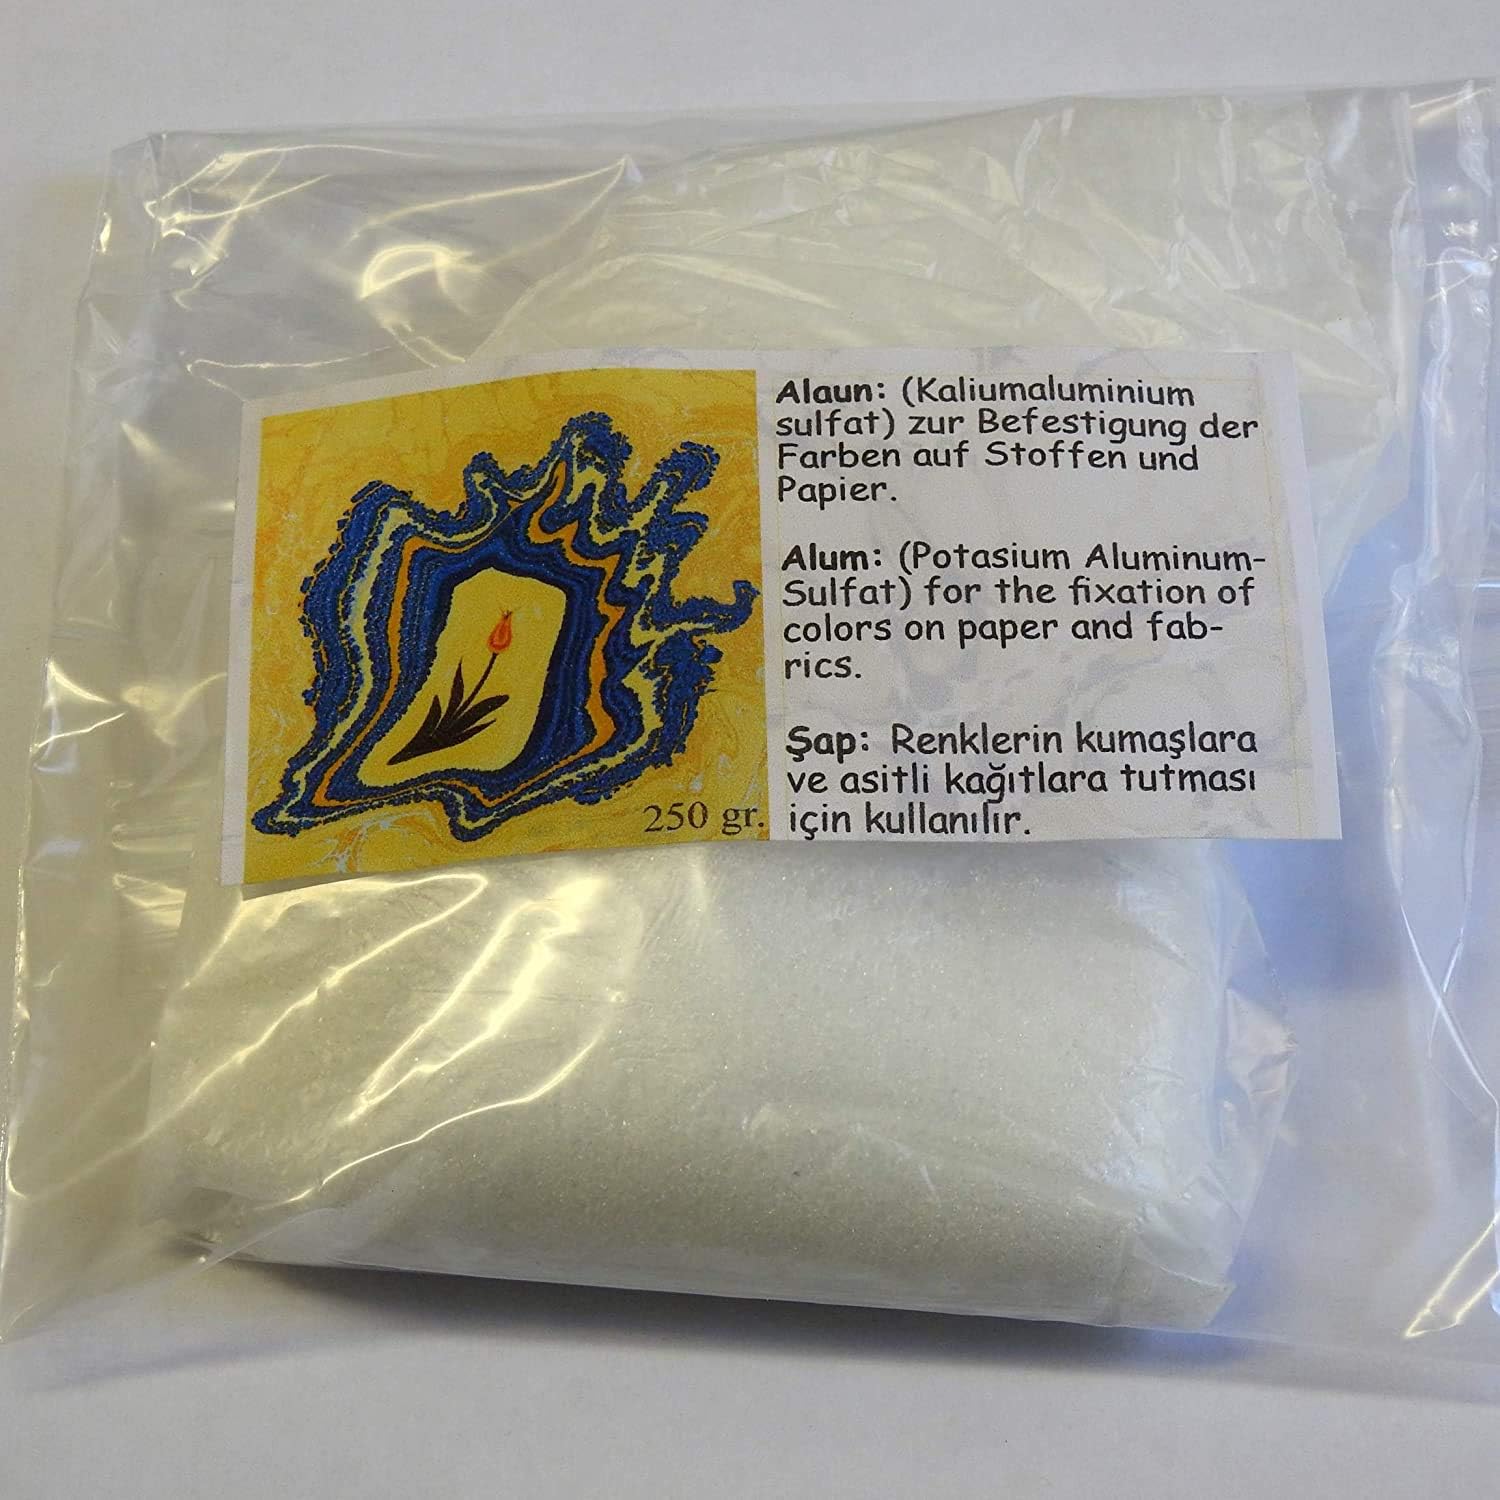 Alaun: (Kaliumaluminium
sulfat) zur Befestigung der
Farben auf Stoffen und
Papier.
Alum: (Potasium Aluminum-
Sulfat) for the fixation of
colors on paper and fab-
rics.
Şap: Renklerin kumaşlara
ve asitli kağıtlara tutması
için kullanılır.
250 gr.